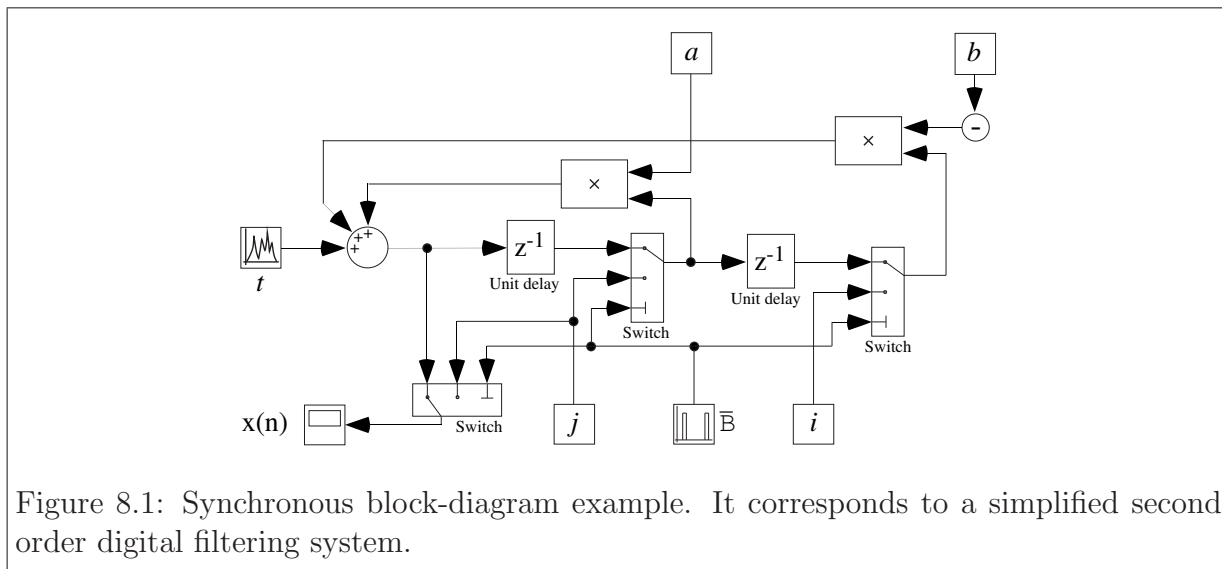 a
b
-
×
×
+
+
+
t
z⁻¹
Unit delay
Switch
z⁻¹
Unit delay
Switch
x(n)
Switch
j
B̅
i
Figure 8.1: Synchronous block-diagram example. It corresponds to a simplified second
order digital filtering system.